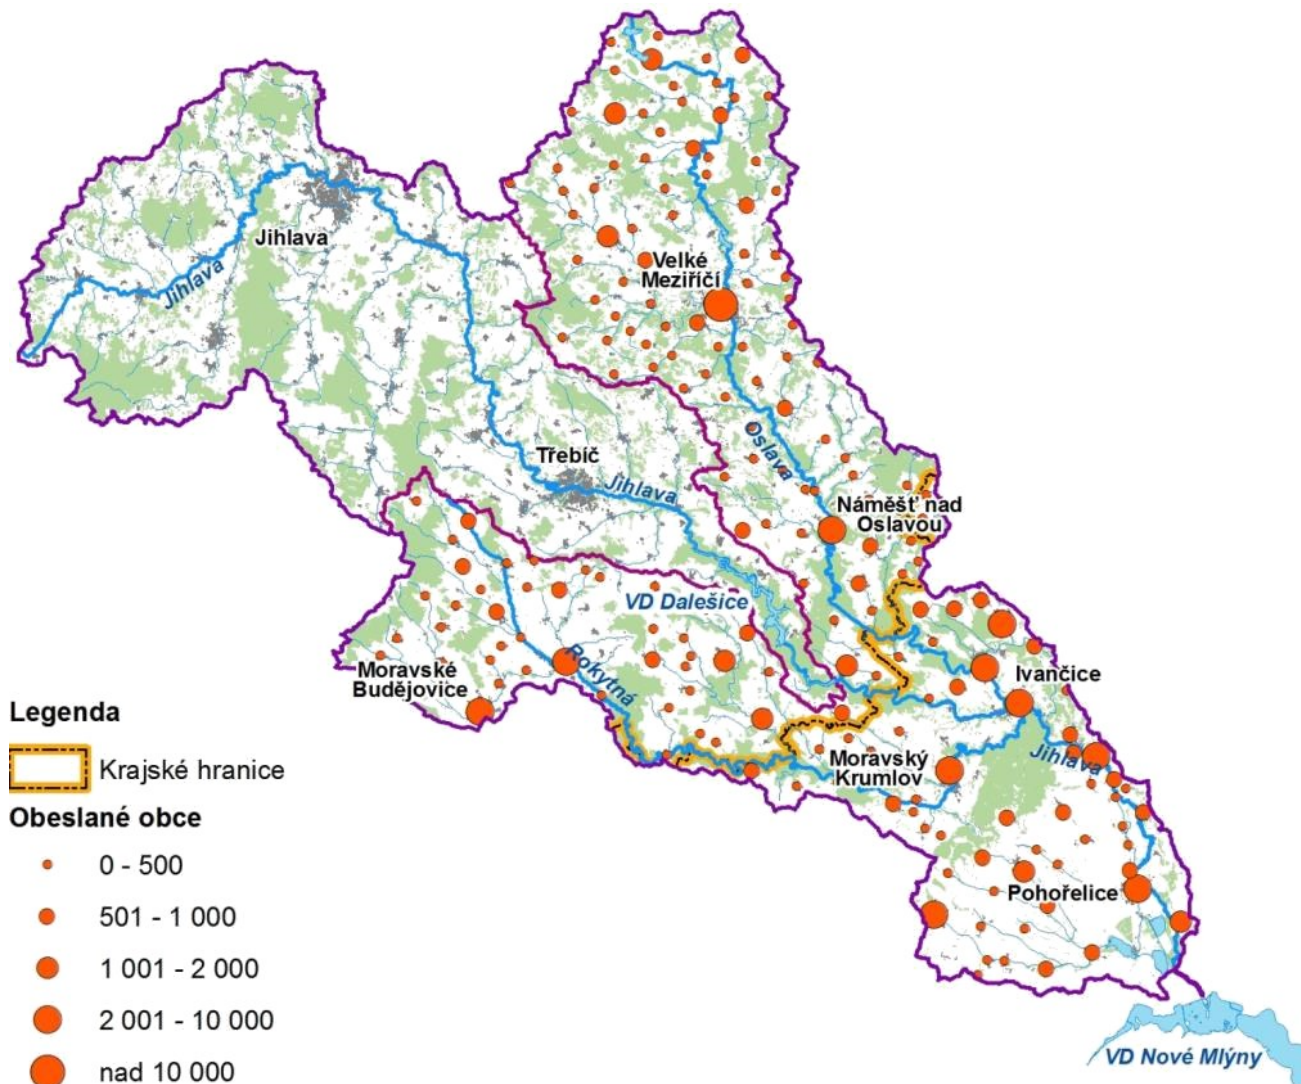 Jihlava
Jihlava
Velké
Meziříčí
Oslava
Třebíč
Jihlava
Náměšť nad
Oslavou
VD Dalešice
Rokytná
Moravské
Budějovice
Ivančice
Jihlava
Moravský
Krumlov
Pohořelice
VD Nové Mlýny
Legenda
Krajské hranice
Obeslané obce
0 - 500
501 - 1 000
1 001 - 2 000
2 001 - 10 000
nad 10 000